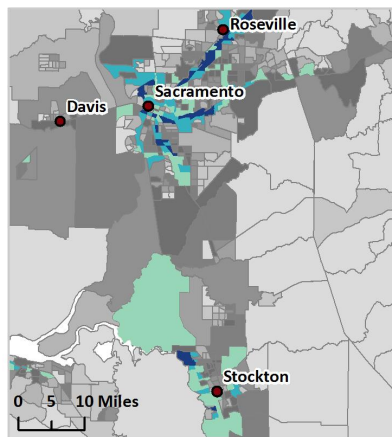 Roseville
Sacramento
Davis
Stockton
0 5 10 Miles